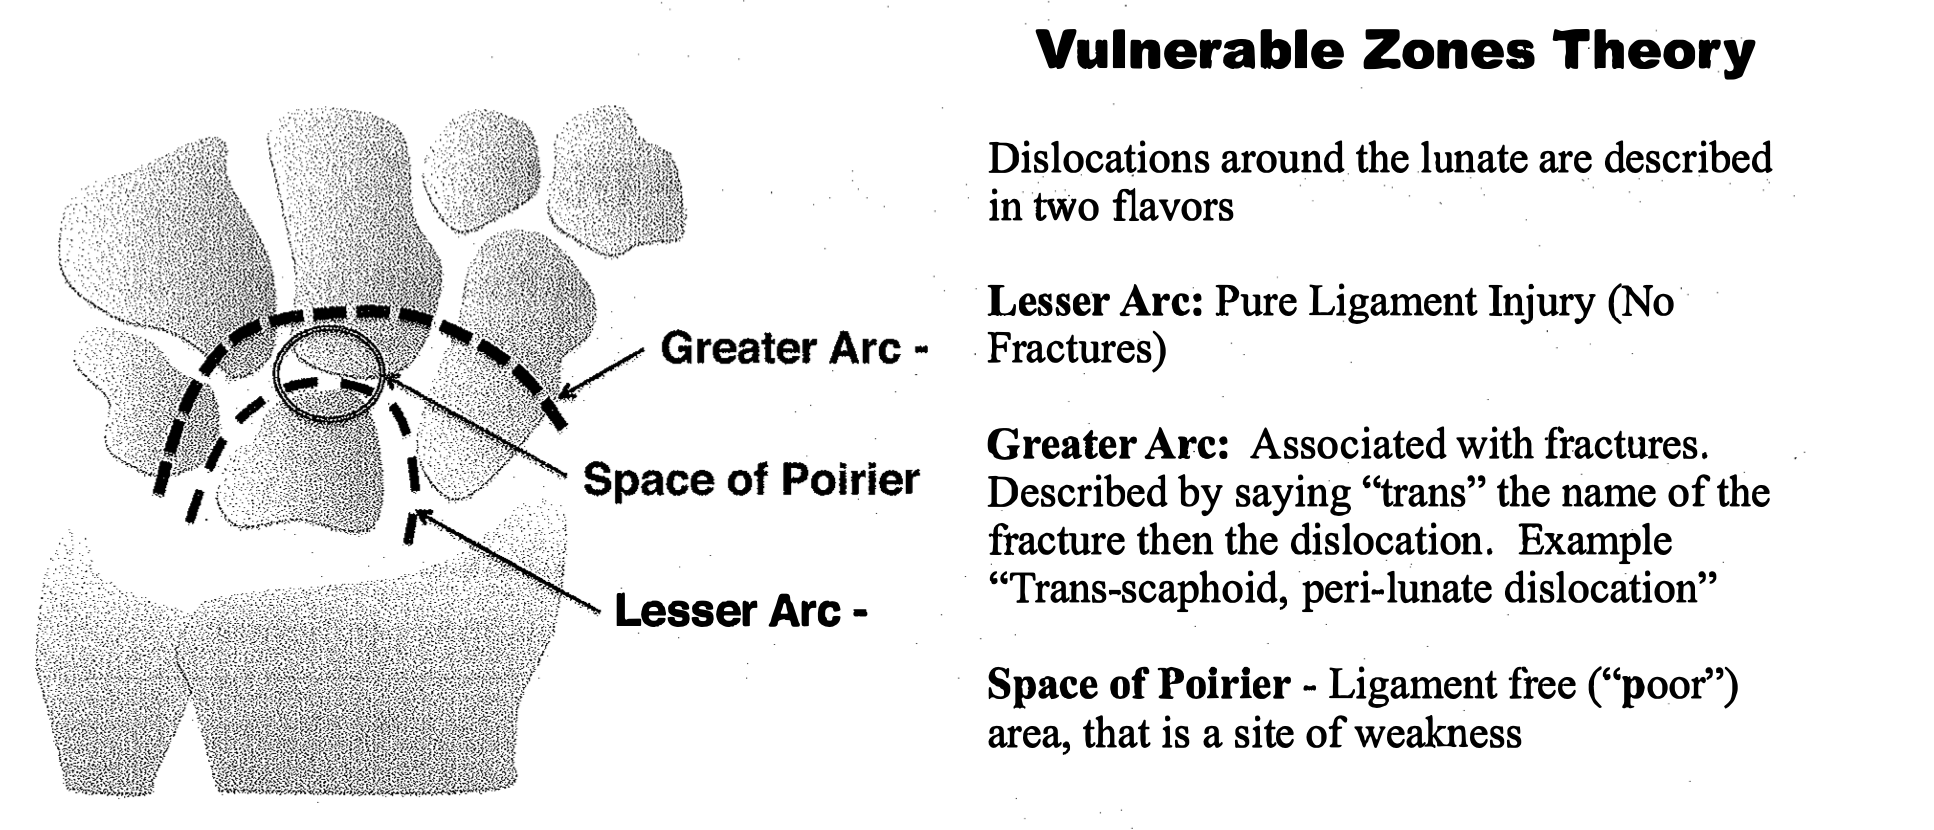 Vulnerable Zones Theory
Dislocations around the lunate are described
in two flavors
Lesser Arc: Pure Ligament Injury (No
Fractures)
Greater Arc: Associated with fractures.
Described by saying “trans” the name of the
fracture then the dislocation. Example
“Trans-scaphoid, peri-lunate dislocation”
Space of Poirier - Ligament free (“poor”)
area, that is a site of weakness
Greater Arc -
Space of Poirier
Lesser Arc -